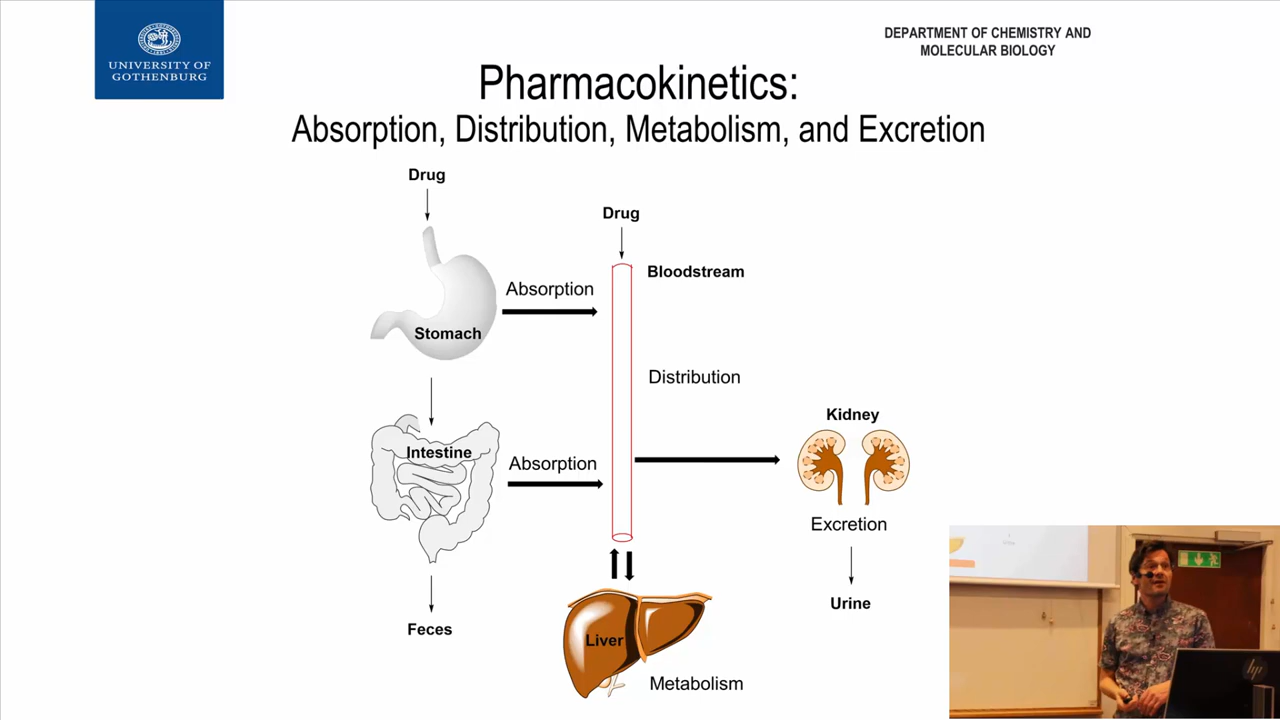 UNIVERSITY OF
GOTHENBURG
DEPARTMENT OF CHEMISTRY AND
MOLECULAR BIOLOGY
Pharmacokinetics:
Absorption, Distribution, Metabolism, and Excretion
Drug
Drug
Bloodstream
Absorption
Stomach
Distribution
Kidney
Intestine
Absorption
Excretion
Urine
Feces
Liver
Metabolism
hp